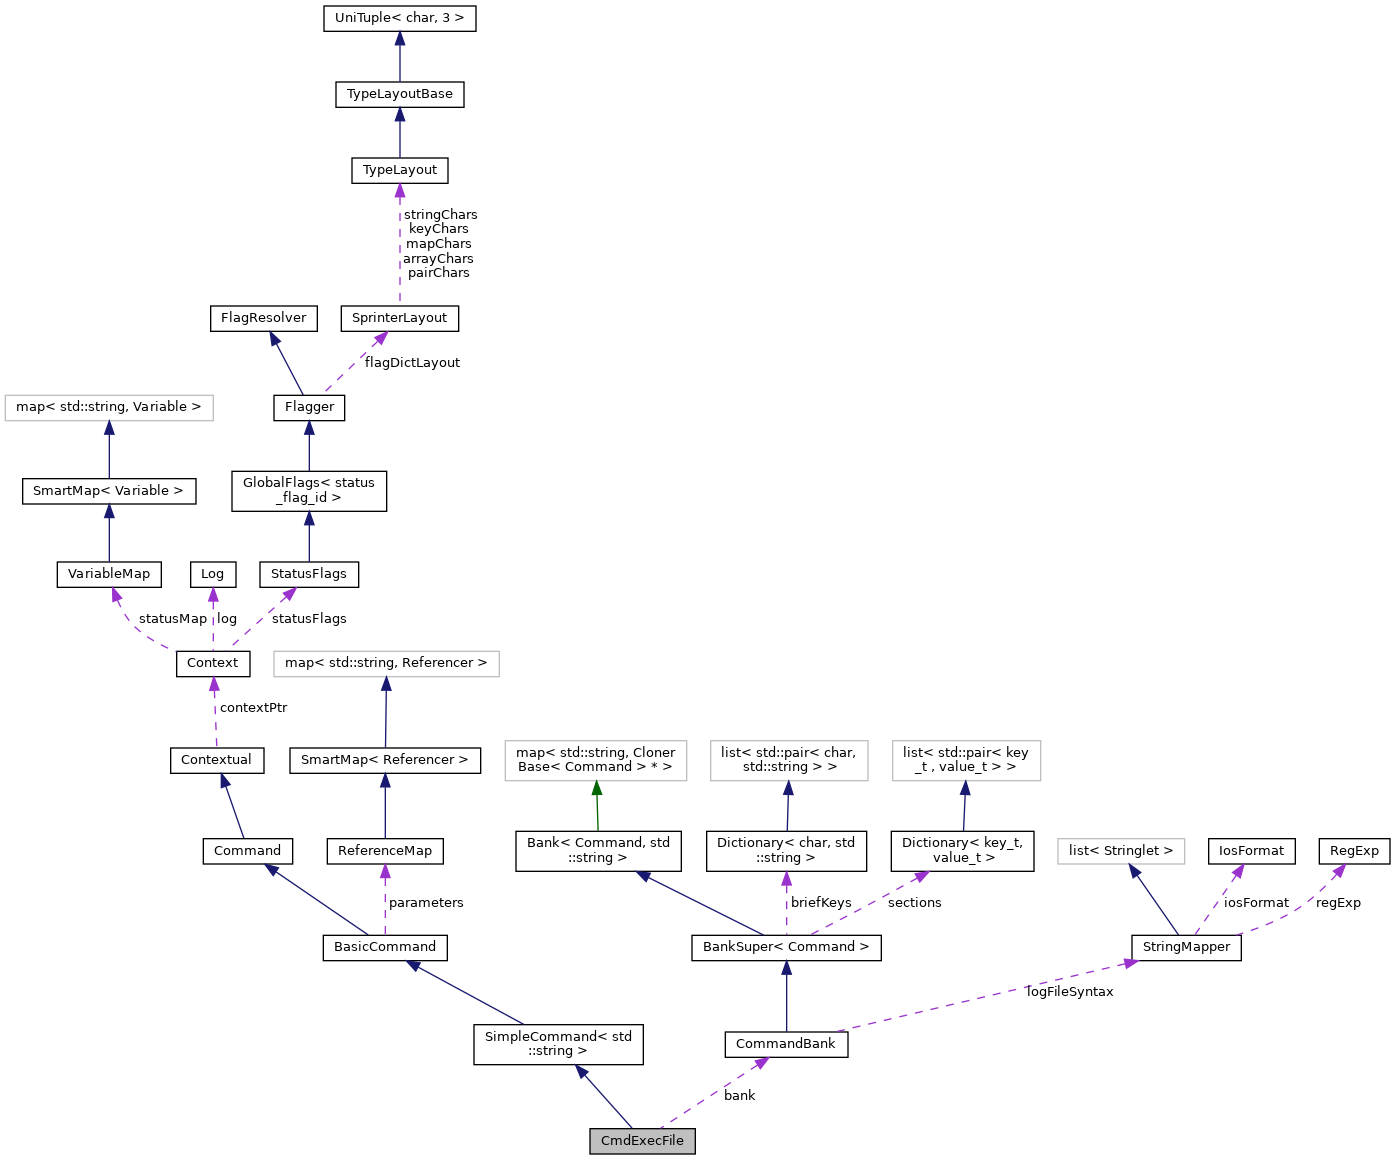 UniTuple< char, 3 >
TypeLayoutBase
TypeLayout
stringChars
keyChars
mapChars
arrayChars
pairChars
FlagResolver
SprinterLayout
flagDictLayout
map< std::string, Variable >
Flagger
SmartMap< Variable >
GlobalFlags< status
_flag_id >
VariableMap
Log
StatusFlags
statusMap
log
statusFlags
Context
map< std::string, Referencer >
contextPtr
Contextual
SmartMap< Referencer >
map< std::string, Cloner
Base< Command > * >
list< std::pair< char,
std::string > >
list< std::pair< key
_t , value_t > >
Command
ReferenceMap
Bank< Command, std
::string >
Dictionary< char, std
::string >
Dictionary< key_t,
value_t >
list< Stringlet >
IosFormat
RegExp
parameters
briefKeys
sections
iosFormat
regExp
BasicCommand
BankSuper< Command >
StringMapper
logFileSyntax
SimpleCommand< std
::string >
CommandBank
bank
CmdExecFile